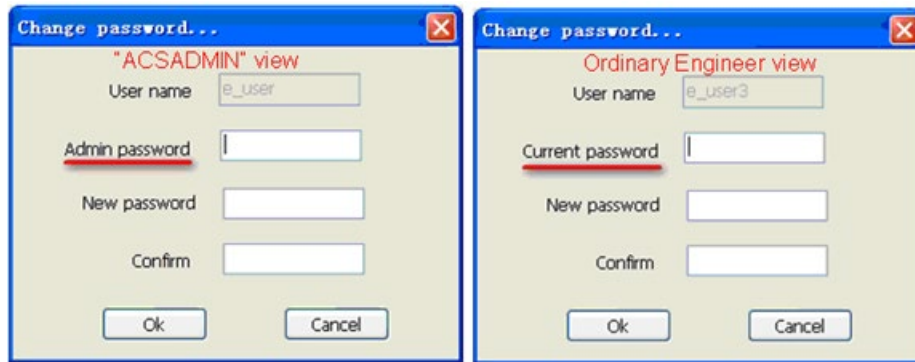 Change password...
"ACSADMIN" view
User name e_user
Admin password
New password
Confirm
Ok Cancel
Change password...
Ordinary Engineer view
User name e_user3
Current password
New password
Confirm
Ok Cancel